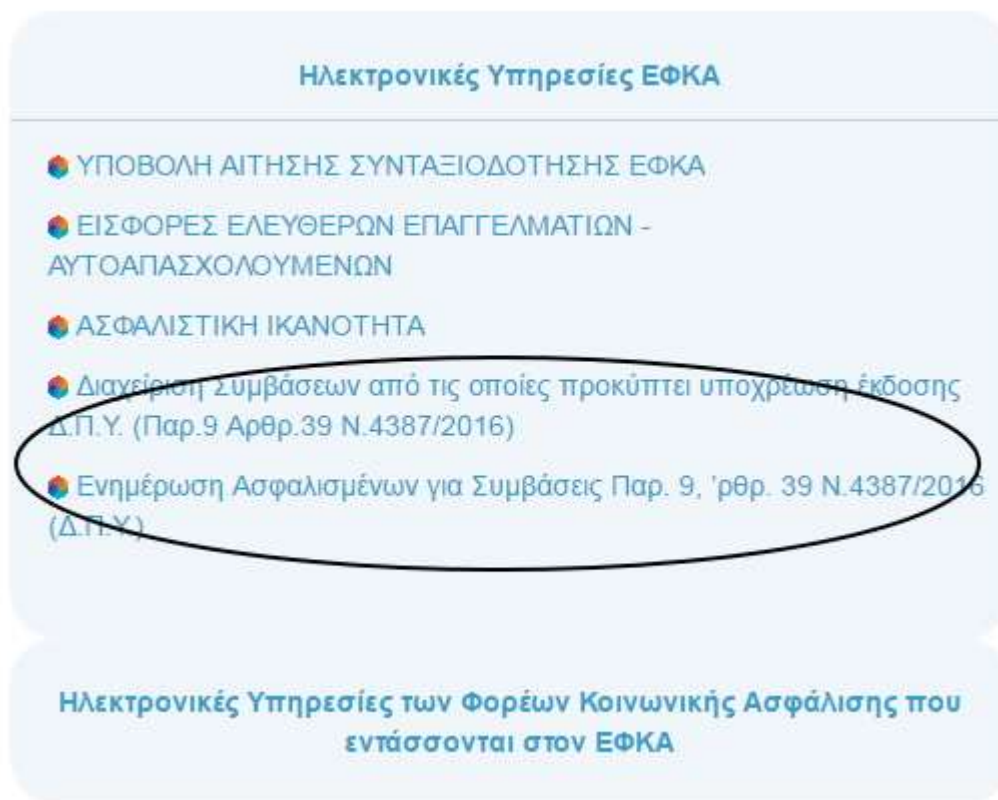 Ηλεκτρονικές Υπηρεσίες ΕΦΚΑ
ΥΠΟΒΟΛΗ ΑΙΤΗΣΗΣ ΣΥΝΤΑΞΙΟΔΟΤΗΣΗΣ ΕΦΚΑ
ΕΙΣΦΟΡΕΣ ΕΛΕΥΘΕΡΩΝ ΕΠΑΓΓΕΛΜΑΤΙΩΝ -
ΑΥΤΟΑΠΑΣΧΟΛΟΥΜΕΝΩΝ
ΑΣΦΑΛΙΣΤΙΚΗ ΙΚΑΝΟΤΗΤΑ
Διαχείριση Συμβάσεων από τις οποίες προκύπτει υποχρέωση έκδοσης
Δ.Π.Υ. (Παρ.9 Αρθρ.39 Ν.4387/2016)
Ενημέρωση Ασφαλισμένων για Συμβάσεις Παρ. 9, 'ρθρ. 39 Ν.4387/2016
(Δ.Π.Υ.)
Ηλεκτρονικές Υπηρεσίες των Φορέων Κοινωνικής Ασφάλισης που
εντάσσονται στον ΕΦΚΑ